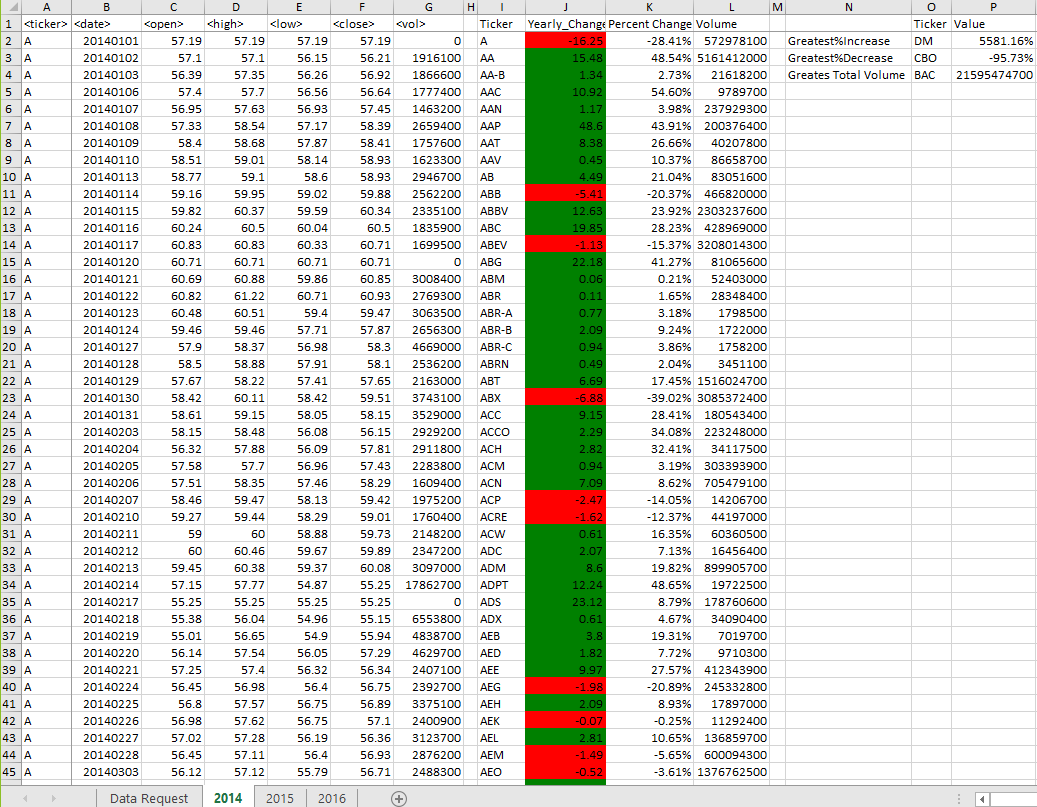 A B C D E F G H I J K L M N O P
1 <ticker> <date> <open> <high> <low> <close> <vol> Ticker Yearly_Change Percent Change Volume Ticker Value
2 A 20140101 57.19 57.19 57.19 57.19 0 A -16.25 -28.41% 572978100 Greatest%Increase DM 5581.16%
3 A 20140102 57.1 57.1 56.15 56.21 1916100 AA 15.48 48.54% 5161412000 Greatest%Decrease CBO -95.73%
4 A 20140103 56.39 57.35 56.26 56.92 1866600 AA-B 1.34 2.73% 21618200 Greates Total Volume BAC 21595474700
5 A 20140106 57.4 57.7 56.56 56.64 1777400 AAC 10.92 54.60% 9789700
6 A 20140107 56.95 57.63 56.93 57.45 1463200 AAN 1.17 3.98% 237929300
7 A 20140108 57.33 58.54 57.17 58.39 2659400 AAP 48.6 43.91% 200376400
8 A 20140109 58.4 58.68 57.87 58.41 1757600 AAT 8.38 26.66% 40207800
9 A 20140110 58.51 59.01 58.14 58.93 1623300 AAV 0.45 10.37% 86658700
10 A 20140113 58.77 59.1 58.6 58.93 2946700 AB 4.49 21.04% 83051600
11 A 20140114 59.16 59.95 59.02 59.88 2562200 ABB -5.41 -20.37% 466820000
12 A 20140115 59.82 60.37 59.59 60.34 2335100 ABBV 12.63 23.92% 2303237600
13 A 20140116 60.24 60.5 60.04 60.5 1835900 ABC 19.85 28.23% 428969000
14 A 20140117 60.83 60.83 60.33 60.71 1699500 ABEV -1.13 -15.37% 3208014300
15 A 20140120 60.71 60.71 60.71 60.71 0 ABG 22.18 41.27% 81065600
16 A 20140121 60.69 60.88 59.86 60.85 3008400 ABM 0.06 0.21% 52403000
17 A 20140122 60.82 61.22 60.71 60.93 2769300 ABR 0.11 1.65% 28348400
18 A 20140123 60.48 60.51 59.4 59.47 3063500 ABR-A 0.77 3.18% 1798500
19 A 20140124 59.46 59.46 57.71 57.87 2656300 ABR-B 2.09 9.24% 1722000
20 A 20140127 57.9 58.37 56.98 58.3 4669000 ABR-C 0.94 3.86% 1758200
21 A 20140128 58.5 58.88 57.91 58.1 2536200 ABRN 0.49 2.04% 3451100
22 A 20140129 57.67 58.22 57.41 57.65 2163000 ABT 6.69 17.45% 1516024700
23 A 20140130 58.42 60.11 58.42 59.51 3743100 ABX -6.88 -39.02% 3085372400
24 A 20140131 58.61 59.15 58.05 58.15 3529000 ACC 9.15 28.41% 180543400
25 A 20140203 58.15 58.48 56.08 56.15 2929200 ACCO 2.29 34.08% 223248000
26 A 20140204 56.32 57.88 56.09 57.81 2911800 ACH 2.82 32.41% 34117500
27 A 20140205 57.58 57.7 56.96 57.43 2283800 ACM 0.94 3.19% 303393900
28 A 20140206 57.51 58.35 57.46 58.29 1609400 ACN 7.09 8.62% 705479100
29 A 20140207 58.46 59.47 58.13 59.42 1975200 ACP -2.47 -14.05% 14206700
30 A 20140210 59.27 59.44 58.29 59.01 1760400 ACRE -1.62 -12.37% 44197000
31 A 20140211 59 60 58.88 59.73 2148200 ACW 0.61 16.35% 60360500
32 A 20140212 60 60.46 59.67 59.89 2347200 ADC 2.07 7.13% 16456400
33 A 20140213 59.45 60.38 59.37 60.08 3097000 ADM 8.6 19.82% 899905700
34 A 20140214 57.15 57.77 54.87 55.25 17862700 ADPT 12.24 48.65% 19722500
35 A 20140217 55.25 55.25 55.25 55.25 0 ADS 23.12 8.79% 178760600
36 A 20140218 55.38 56.04 54.96 55.15 6553800 ADX 0.61 4.67% 34090400
37 A 20140219 55.01 56.65 54.9 55.94 4838700 AEB 3.8 19.31% 7019700
38 A 20140220 56.14 57.54 56.05 57.29 4629700 AED 1.82 7.72% 9710300
39 A 20140221 57.25 57.4 56.32 56.34 2407100 AEE 9.97 27.57% 412343900
40 A 20140224 56.45 56.98 56.4 56.75 2392700 AEG -1.98 -20.89% 245332800
41 A 20140225 56.8 57.57 56.75 56.89 3375100 AEH 2.09 8.93% 17897000
42 A 20140226 56.98 57.62 56.75 57.1 2400900 AEK -0.07 -0.25% 11292400
43 A 20140227 57.02 57.28 56.19 56.36 3123700 AEL 2.81 10.65% 136859700
44 A 20140228 56.45 57.11 56.4 56.93 2876200 AEM -1.49 -5.65% 600094300
45 A 20140303 56.12 57.12 55.79 56.71 2488300 AEO -0.52 -3.61% 1376762500
Data Request 2014 2015 2016